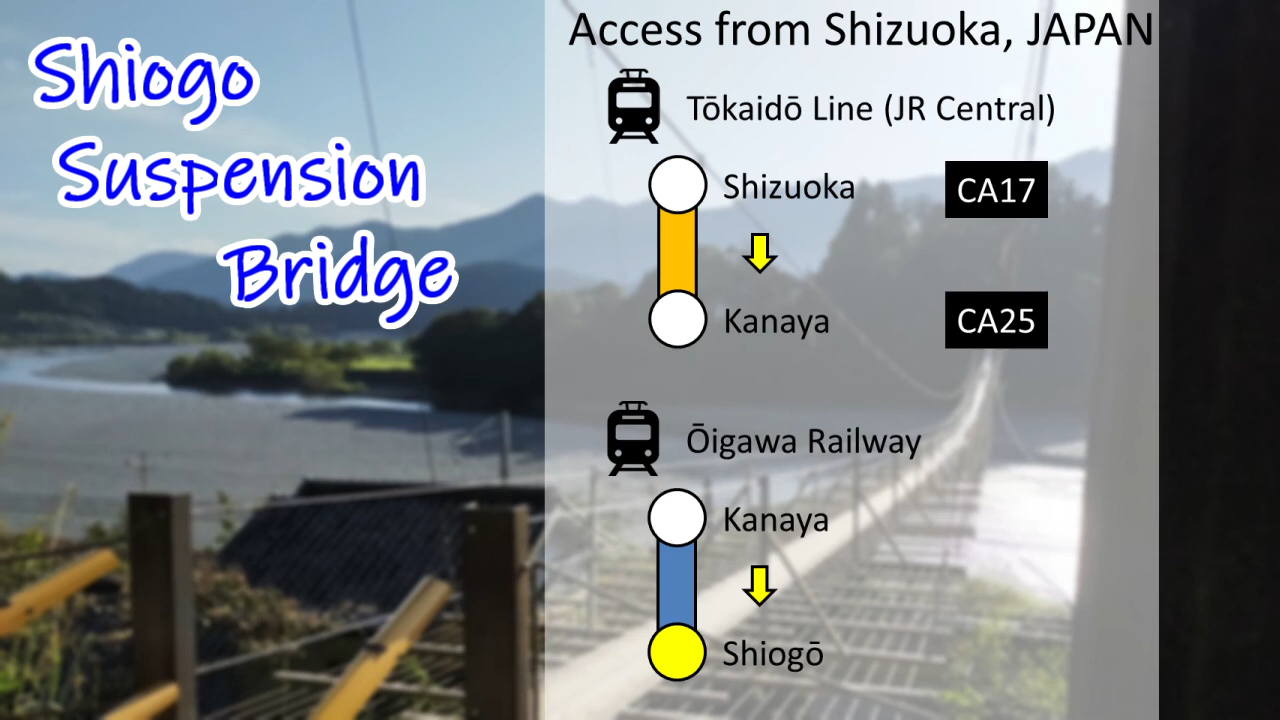 Shiogo
Suspension
Bridge
Access from Shizuoka, JAPAN
Tōkaidō Line (JR Central)
Shizuoka
CA17
Kanaya
CA25
Ōigawa Railway
Kanaya
Shiogō